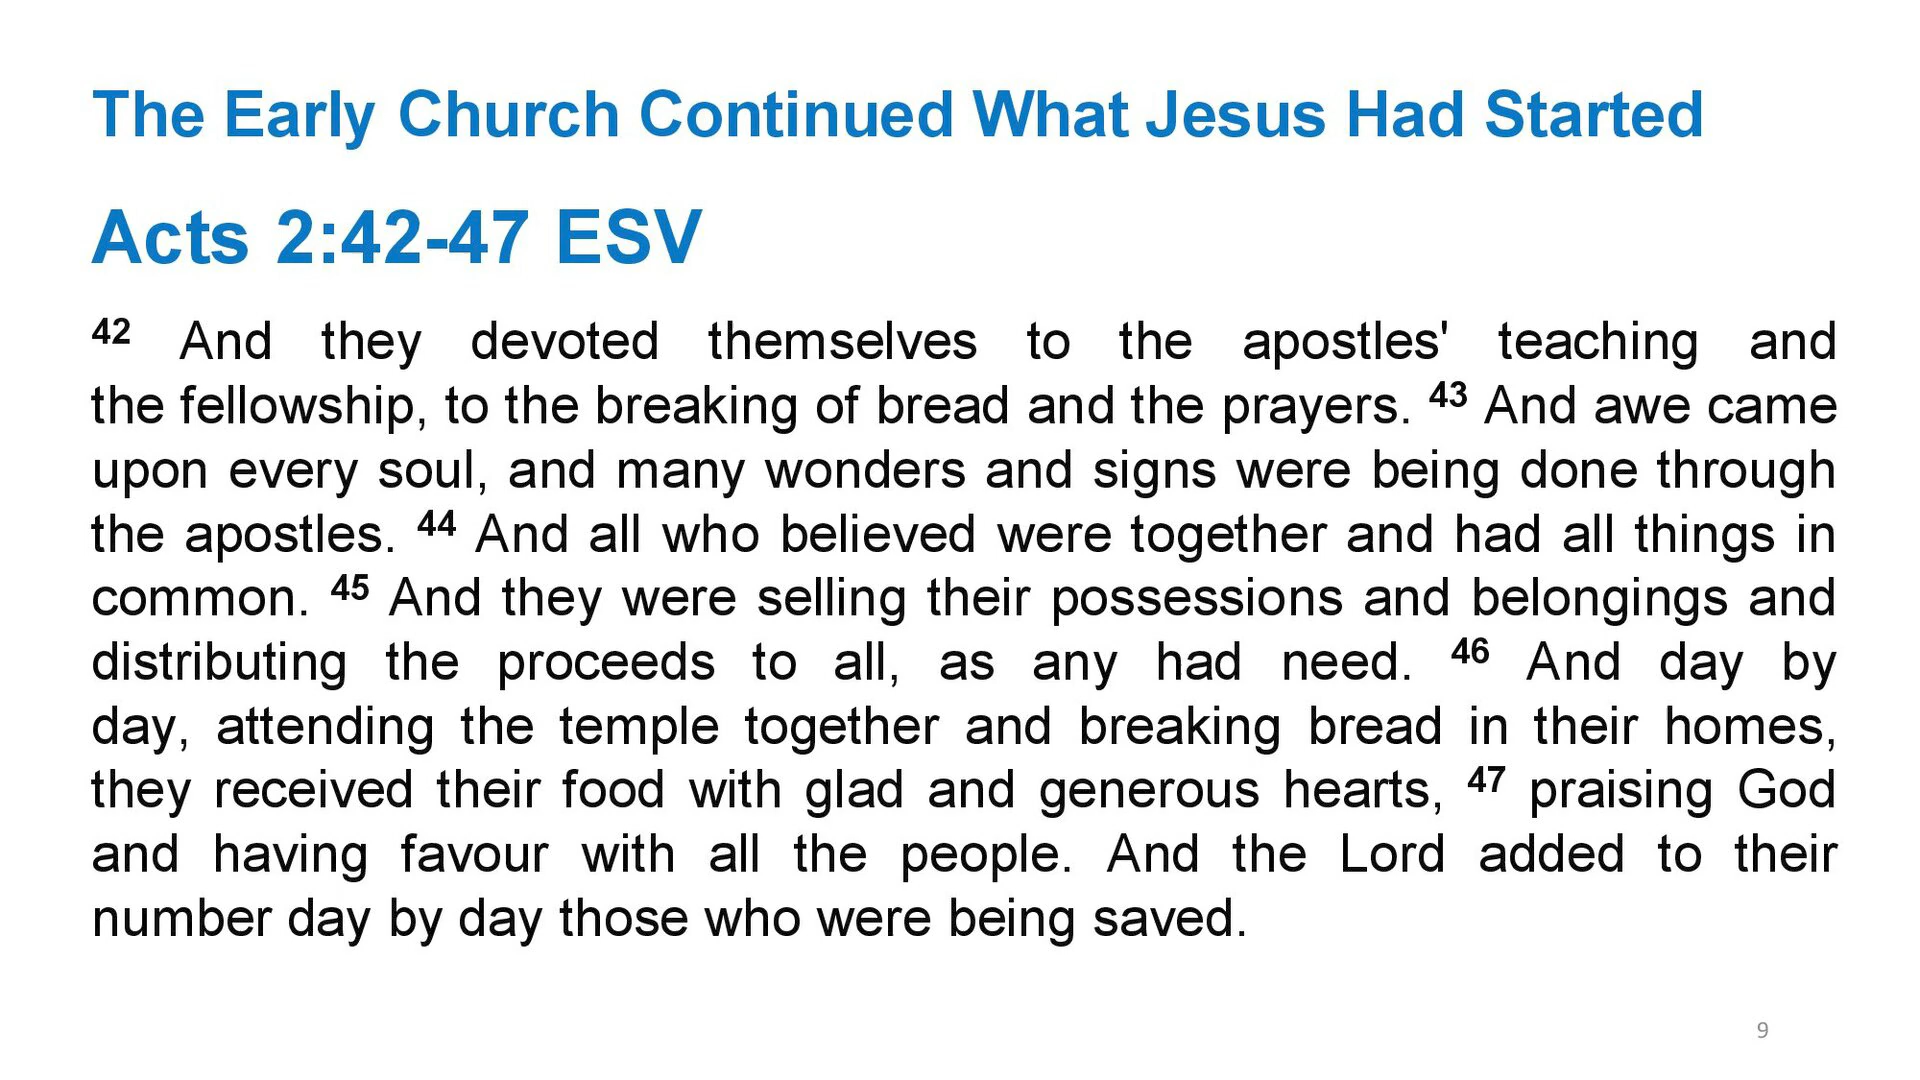 The Early Church Continued What Jesus Had Started
Acts 2:42-47 ESV
42 And they devoted themselves to the apostles' teaching and
the fellowship, to the breaking of bread and the prayers. 43 And awe came
upon every soul, and many wonders and signs were being done through
the apostles. 44 And all who believed were together and had all things in
common. 45 And they were selling their possessions and belongings and
distributing the proceeds to all, as any had need. 46 And day by
day, attending the temple together and breaking bread in their homes,
they received their food with glad and generous hearts, 47 praising God
and having favour with all the people. And the Lord added to their
number day by day those who were being saved.
9